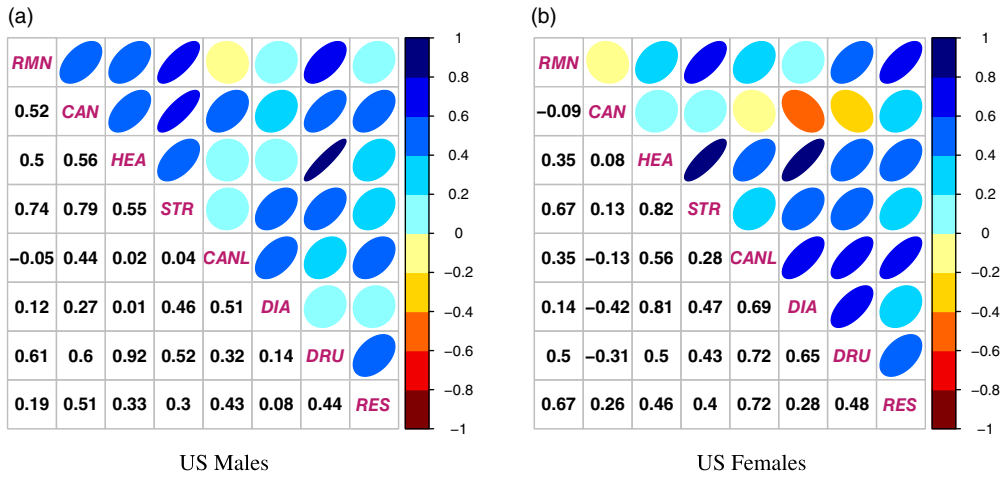 (a)
RMN
0.52 CAN
0.5 0.56 HEA
0.74 0.79 0.55 STR
−0.05 0.44 0.02 0.04 CANL
0.12 0.27 0.01 0.46 0.51 DIA
0.61 0.6 0.92 0.52 0.32 0.14 DRU
0.19 0.51 0.33 0.3 0.43 0.08 0.44 RES
1
0.8
0.6
0.4
0.2
0
−0.2
−0.4
−0.6
−0.8
−1
US Males
(b)
RMN
−0.09 CAN
0.35 0.08 HEA
0.67 0.13 0.82 STR
0.35 −0.13 0.56 0.28 CANL
0.14 −0.42 0.81 0.47 0.69 DIA
0.5 −0.31 0.5 0.43 0.72 0.65 DRU
0.67 0.26 0.46 0.4 0.72 0.28 0.48 RES
1
0.8
0.6
0.4
0.2
0
−0.2
−0.4
−0.6
−0.8
−1
US Females